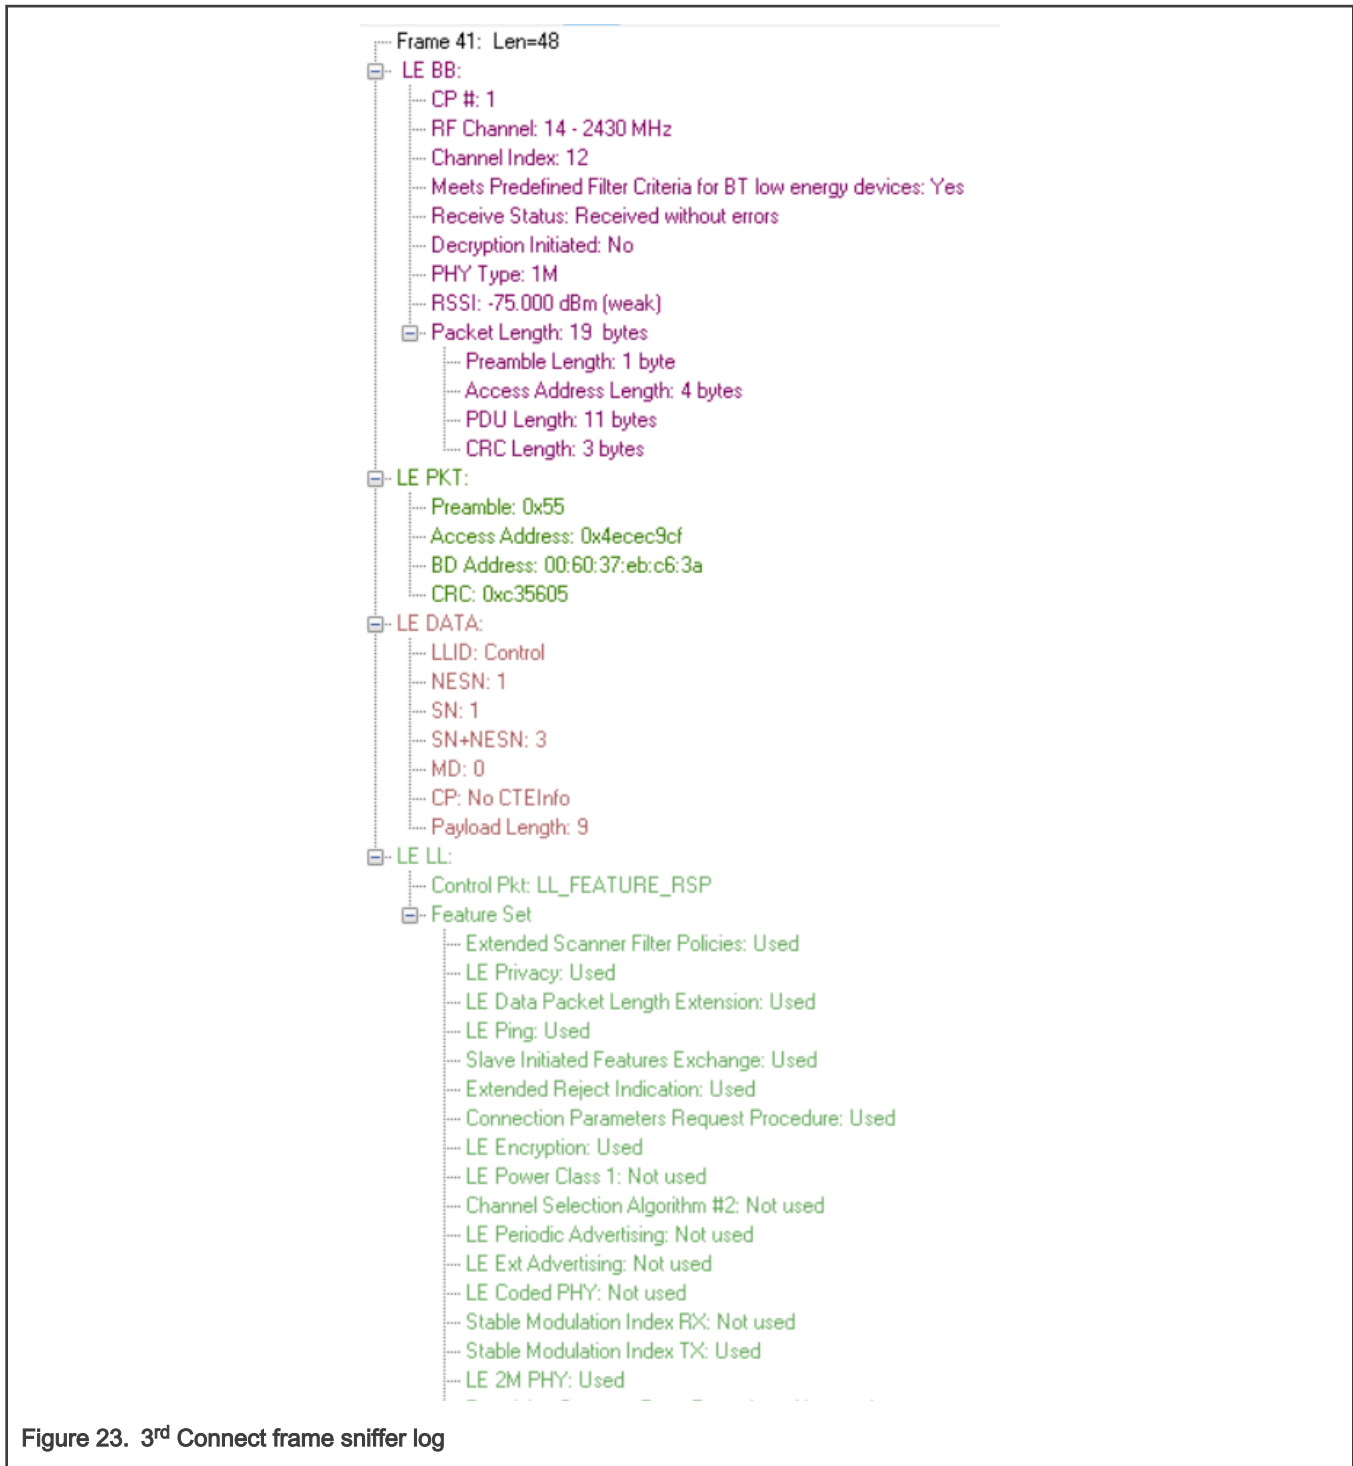 Frame 41: Len=48
LE BB:
CP #: 1
RF Channel: 14 - 2430 MHz
Channel Index: 12
Meets Predefined Filter Criteria for BT low energy devices: Yes
Receive Status: Received without errors
Decryption Initiated: No
PHY Type: 1M
RSSI: -75.000 dBm (weak)
Packet Length: 19 bytes
Preamble Length: 1 byte
Access Address Length: 4 bytes
PDU Length: 11 bytes
CRC Length: 3 bytes
LE PKT:
Preamble: 0x55
Access Address: 0x4ecec9cf
BD Address: 00:60:37:eb:c6:3a
CRC: 0xc35605
LE DATA:
LLID: Control
NESN: 1
SN: 1
SN+NESN: 3
MD: 0
CP: No CTEInfo
Payload Length: 9
LE LL:
Control Pkt: LL_FEATURE_RSP
Feature Set
Extended Scanner Filter Policies: Used
LE Privacy: Used
LE Data Packet Length Extension: Used
LE Ping: Used
Slave Initiated Features Exchange: Used
Extended Reject Indication: Used
Connection Parameters Request Procedure: Used
LE Encryption: Used
LE Power Class 1: Not used
Channel Selection Algorithm #2: Not used
LE Periodic Advertising: Not used
LE Ext Advertising: Not used
LE Coded PHY: Not used
Stable Modulation Index RX: Not used
Stable Modulation Index TX: Used
LE 2M PHY: Used
Figure 23. 3rd Connect frame sniffer log